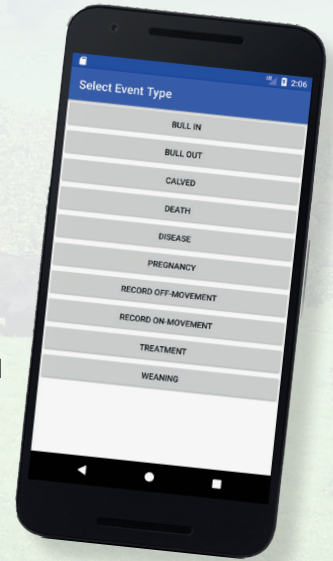 2:06
Select Event Type
BULL IN
BULL OUT
CALVED
DEATH
DISEASE
PREGNANCY
RECORD OFF-MOVEMENT
RECORD ON-MOVEMENT
TREATMENT
WEANING